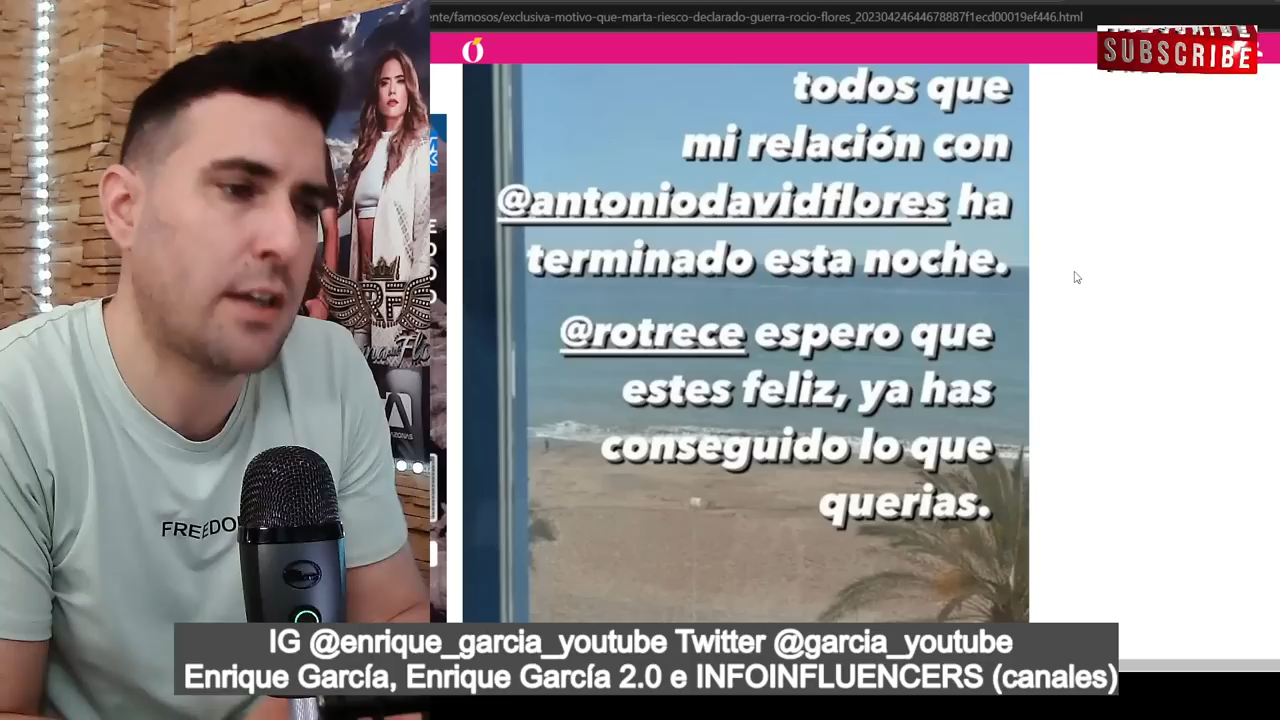 ente/famosos/exclusiva-motivo-que-marta-riesco-declarado-guerra-rocio-flores_20230424644678887f1ecd00019ef446.html
SUBSCRIBE
todos que
mi relación con
@antoniodavidflores ha
terminado esta noche.
@rotrece espero que
estes feliz, ya has
conseguido lo que
querias.
RF
FREEDO
IG @enrique_garcia_youtube Twitter @garcia_youtube
Enrique García, Enrique García 2.0 e INFOINFLUENCERS (canales)